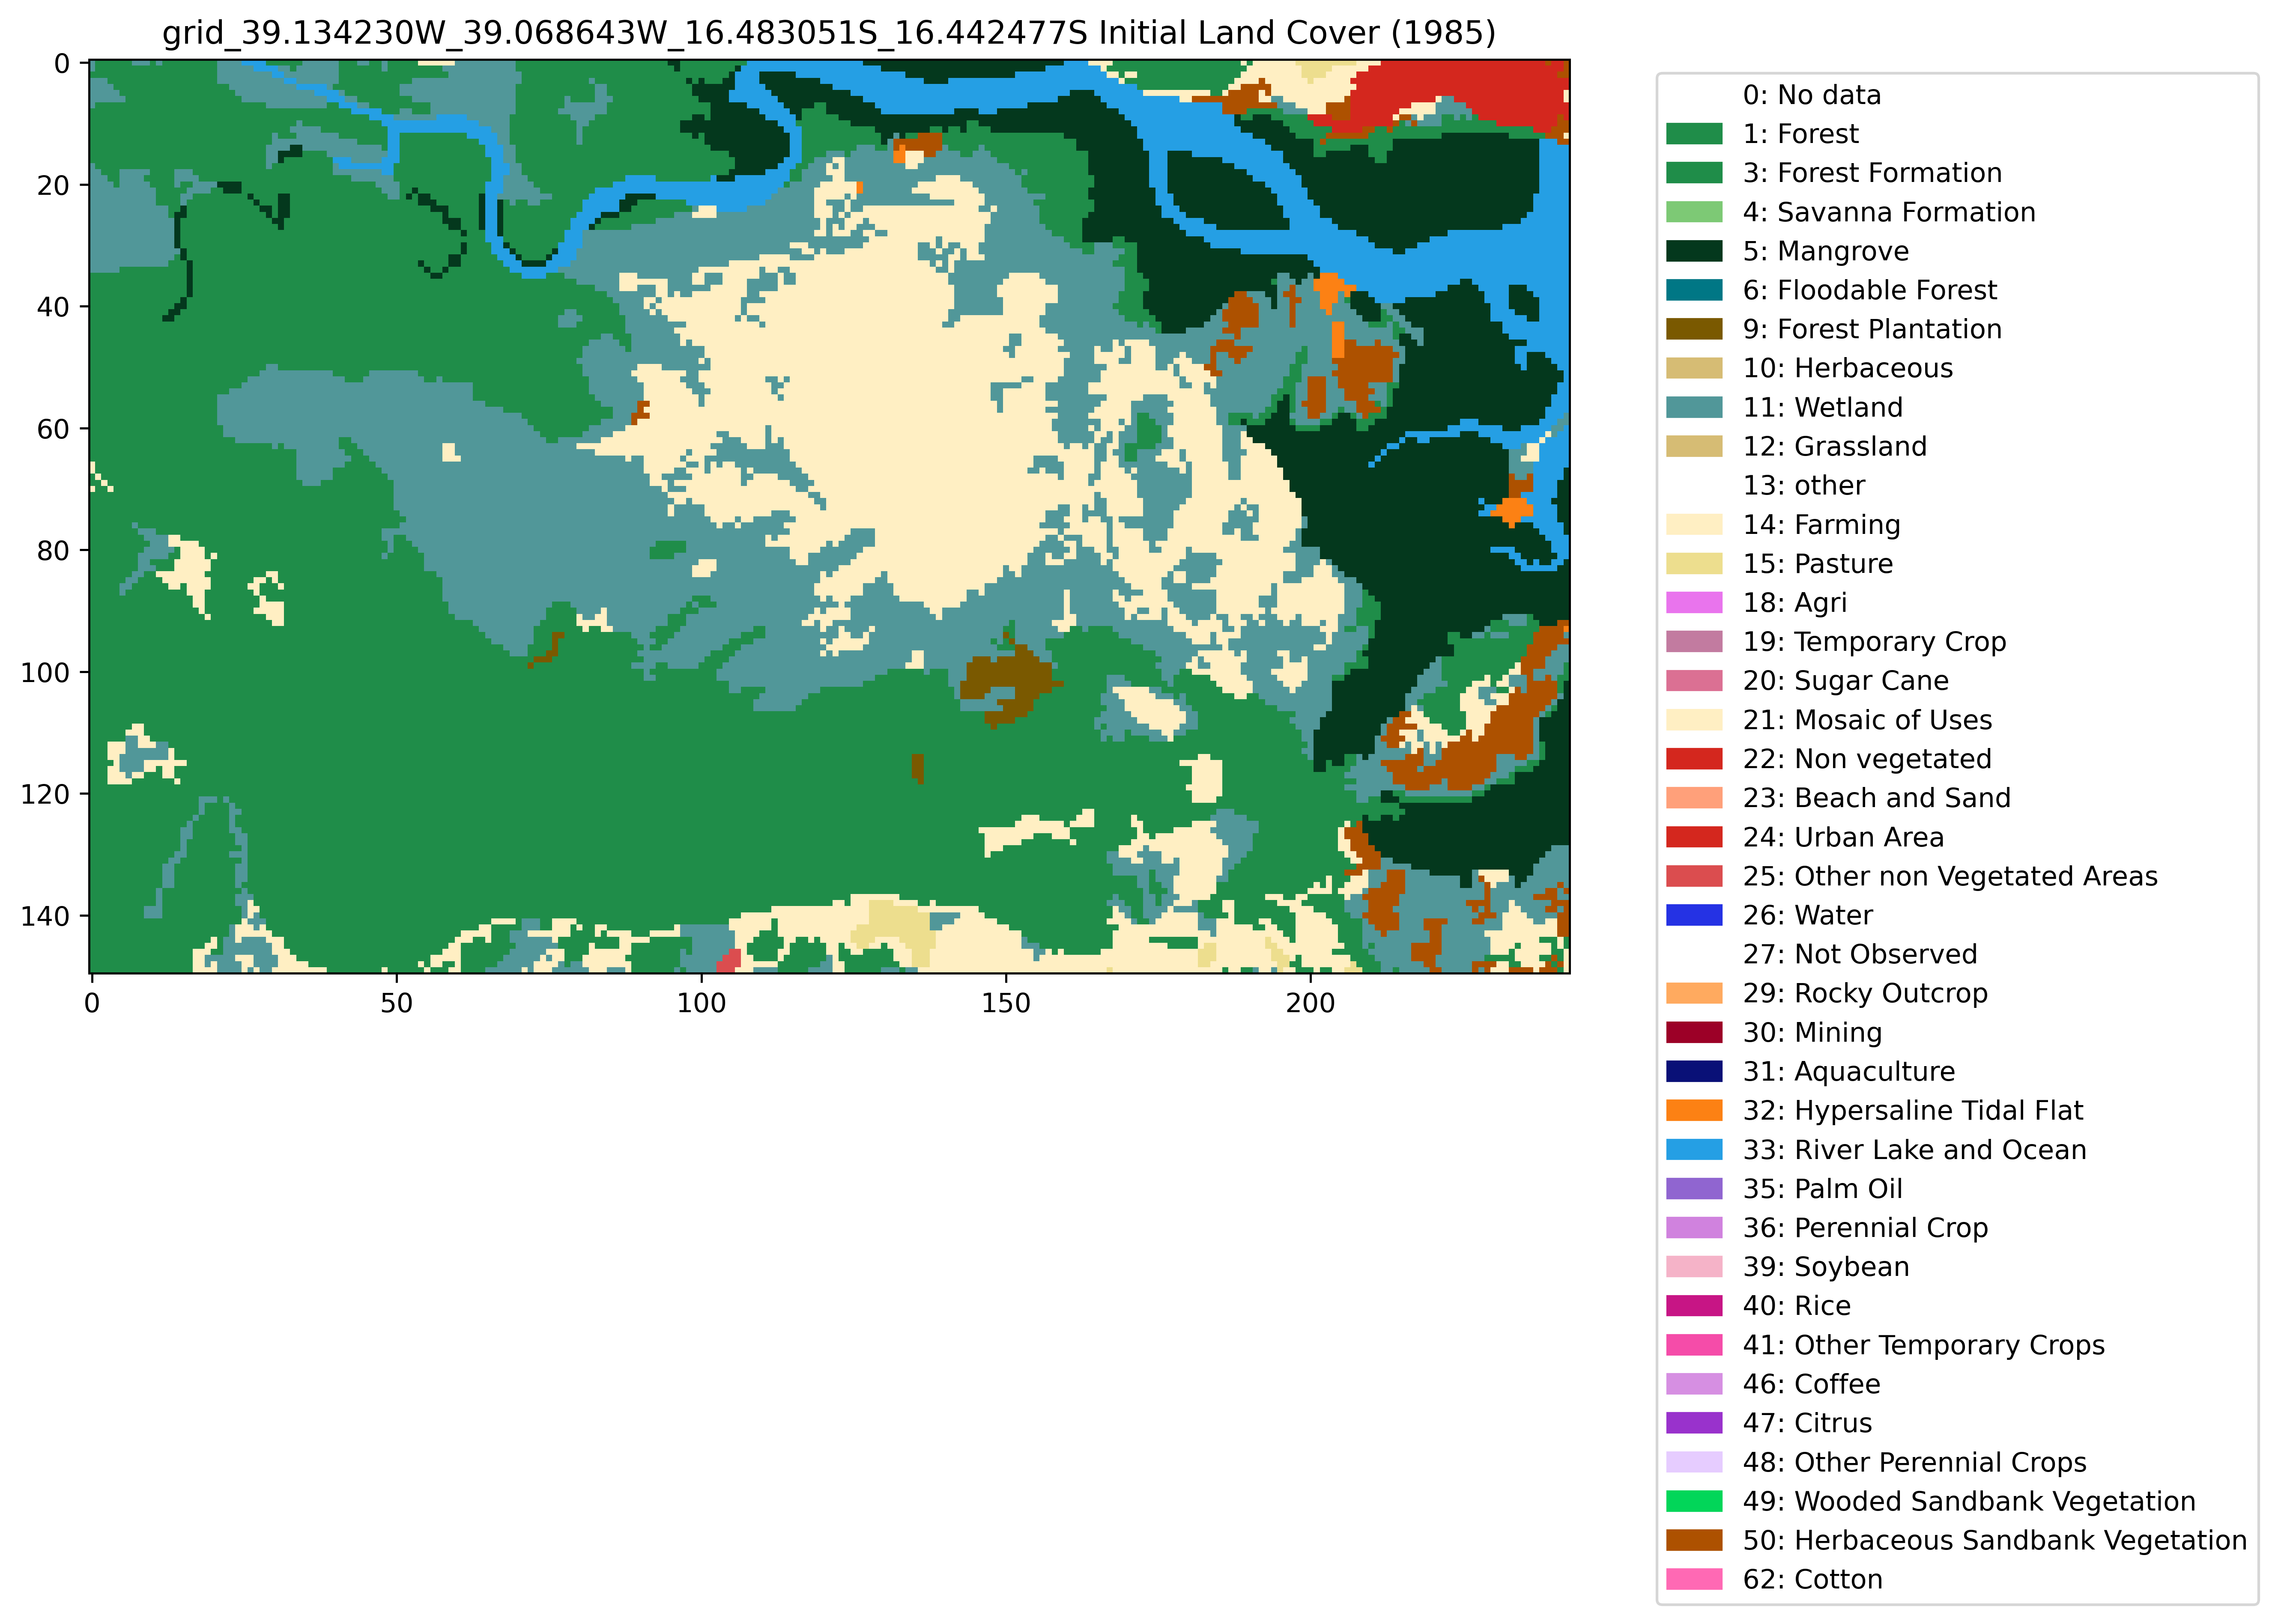 grid_39.134230W_39.068643W_16.483051S_16.442477S Initial Land Cover (1985)
0
20
40
60
80
100
120
140
0 50 100 150 200
0: No data
1: Forest
3: Forest Formation
4: Savanna Formation
5: Mangrove
6: Floodable Forest
9: Forest Plantation
10: Herbaceous
11: Wetland
12: Grassland
13: other
14: Farming
15: Pasture
18: Agri
19: Temporary Crop
20: Sugar Cane
21: Mosaic of Uses
22: Non vegetated
23: Beach and Sand
24: Urban Area
25: Other non Vegetated Areas
26: Water
27: Not Observed
29: Rocky Outcrop
30: Mining
31: Aquaculture
32: Hypersaline Tidal Flat
33: River Lake and Ocean
35: Palm Oil
36: Perennial Crop
39: Soybean
40: Rice
41: Other Temporary Crops
46: Coffee
47: Citrus
48: Other Perennial Crops
49: Wooded Sandbank Vegetation
50: Herbaceous Sandbank Vegetation
62: Cotton